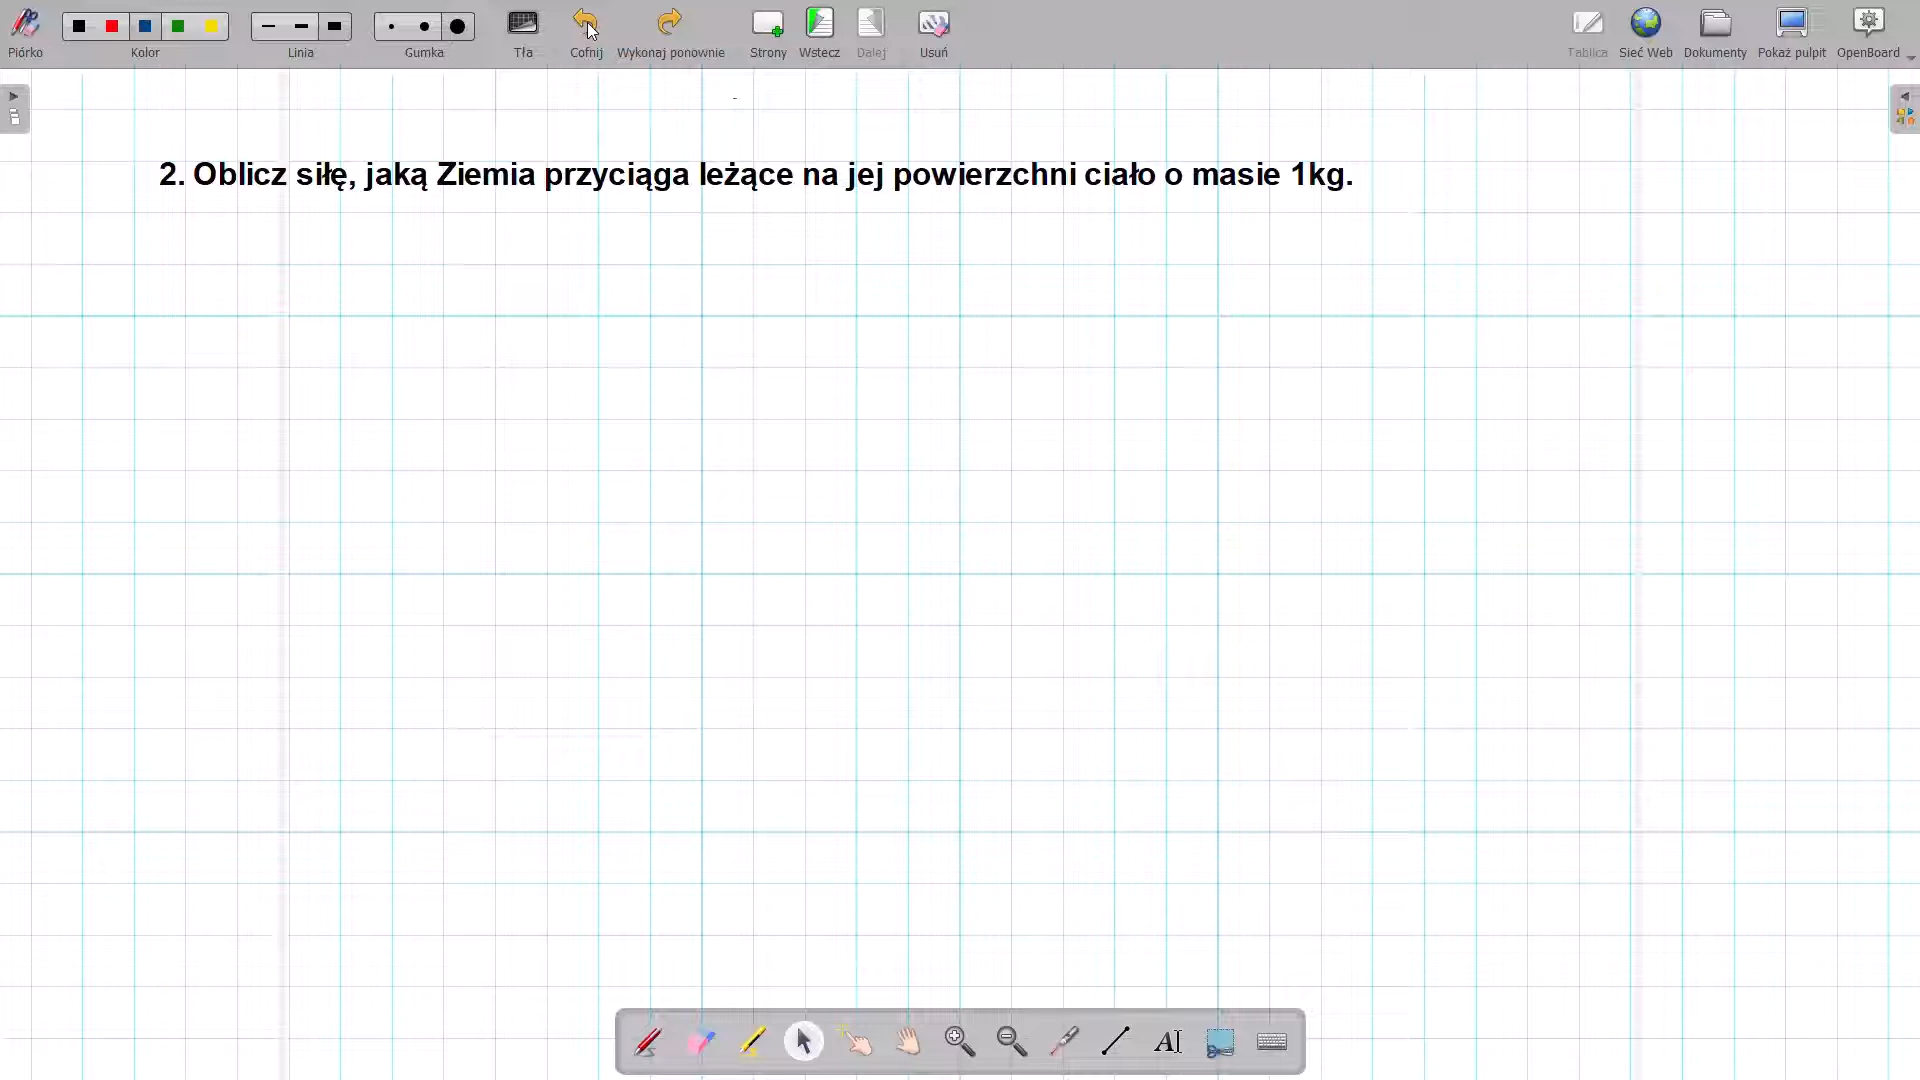 Piórko Kolor Linia Gumka Tła Cofnij Wykonaj ponownie Strony Wstecz Dalej Usuń Tablica Sieć Web Dokumenty Pokaż pulpit OpenBoard
2. Oblicz siłę, jaką Ziemia przyciąga leżące na jej powierzchni ciało o masie 1kg.
A